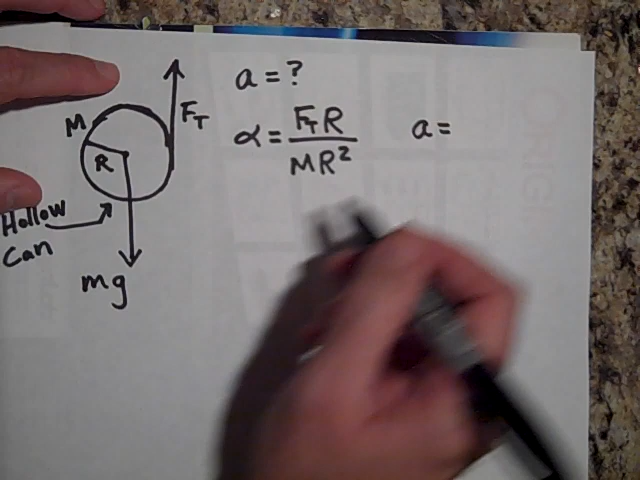 a = ?
F_T
M
R
α = F_T R / MR²
a =
Hollow
Can
mg